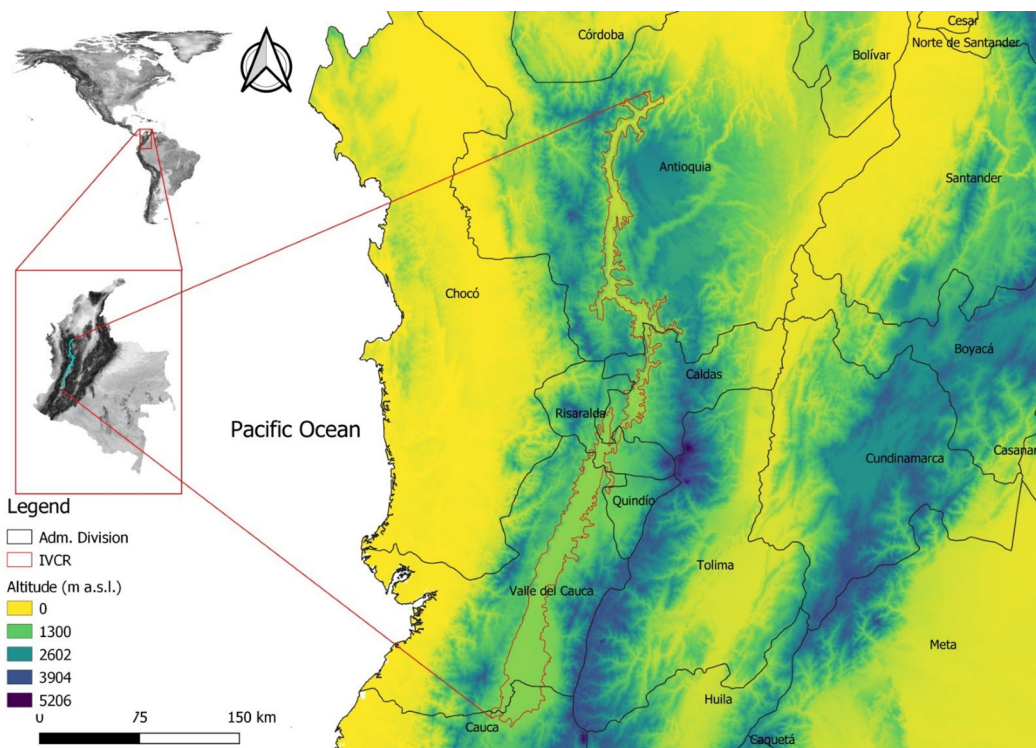 Córdoba
Cesar
Norte de Santander
Bolívar
Antioquia
Santander
Chocó
Boyacá
Caldas
Risaralda
Pacific Ocean
Cundinamarca
Casanar
Quindío
Tolima
Valle del Cauca
Meta
Huila
Cauca
Caquetá
Legend
Adm. Division
IVCR
Altitude (m a.s.l.)
0
1300
2602
3904
5206
0 75 150 km